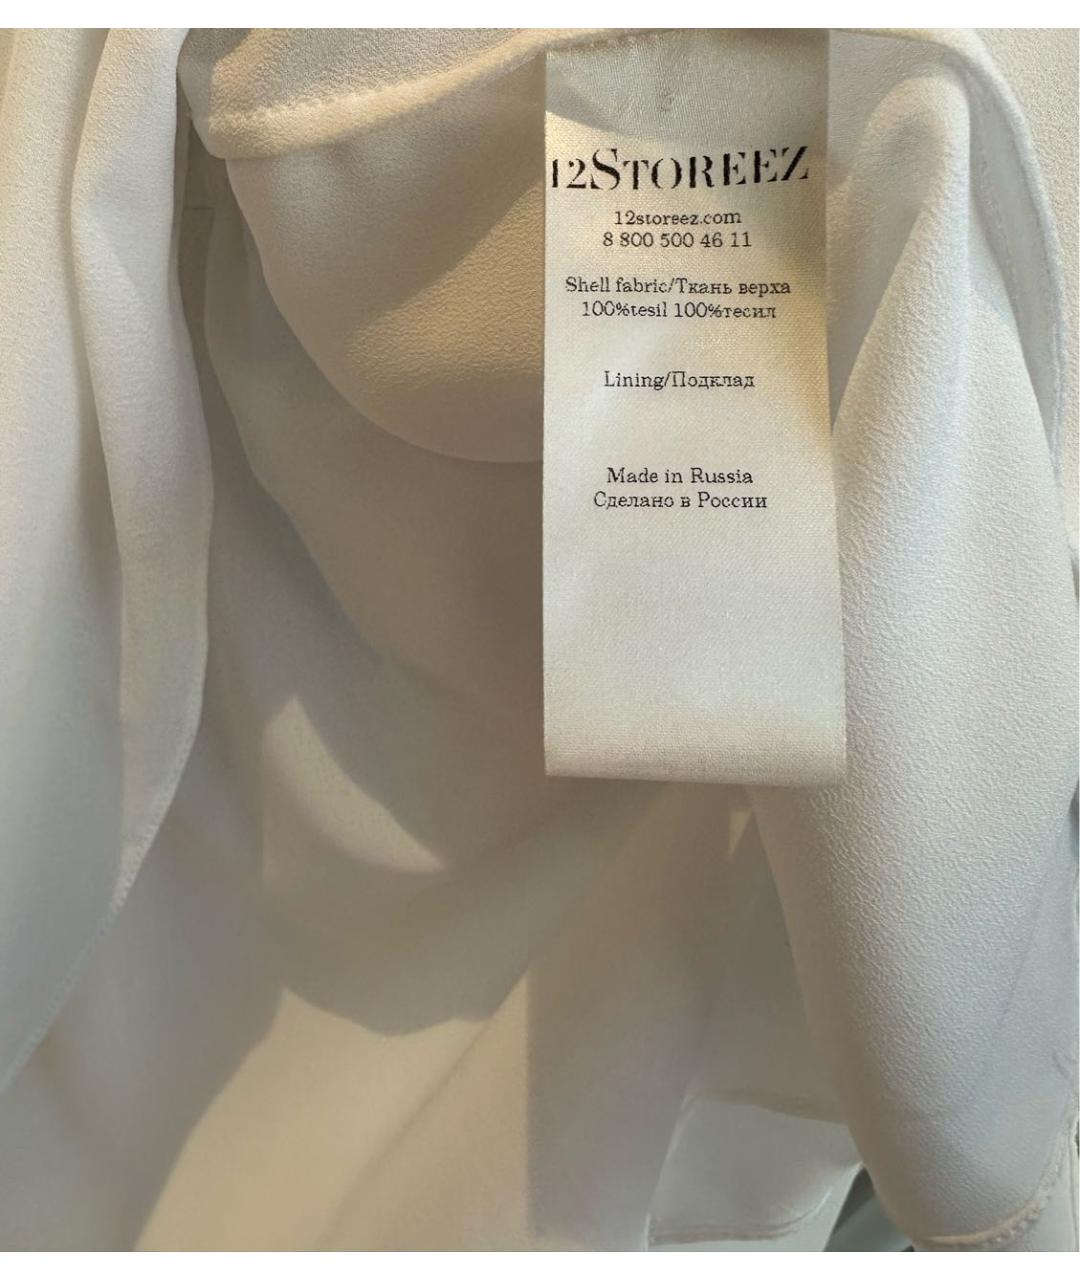 12STOREEZ
12storeez.com
8 800 500 46 11
Shell fabric/Ткань верха
100%tesil 100%тесил
Lining/Подклад
Made in Russia
Сделано в России